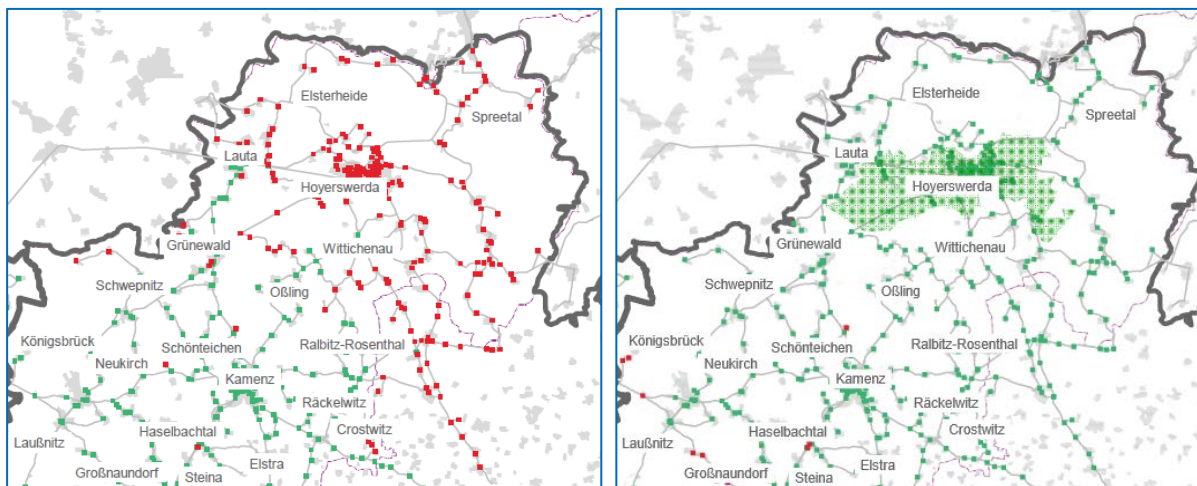 Elsterheide
Spreetal
Lauta
Hoyerswerda
Grünewald
Wittichenau
Schwepnitz
Oßling
Königsbrück
Schönteichen
Ralbitz-Rosenthal
Neukirch
Kamenz
Räckelwitz
Laußnitz
Haselbachtal
Crostwitz
Großnaundorf
Steina
Elstra
Elsterheide
Spreetal
Lauta
Hoyerswerda
Grünewald
Wittichenau
Schwepnitz
Oßling
Königsbrück
Schönteichen
Ralbitz-Rosenthal
Neukirch
Kamenz
Räckelwitz
Laußnitz
Haselbachtal
Crostwitz
Großnaundorf
Steina
Elstra